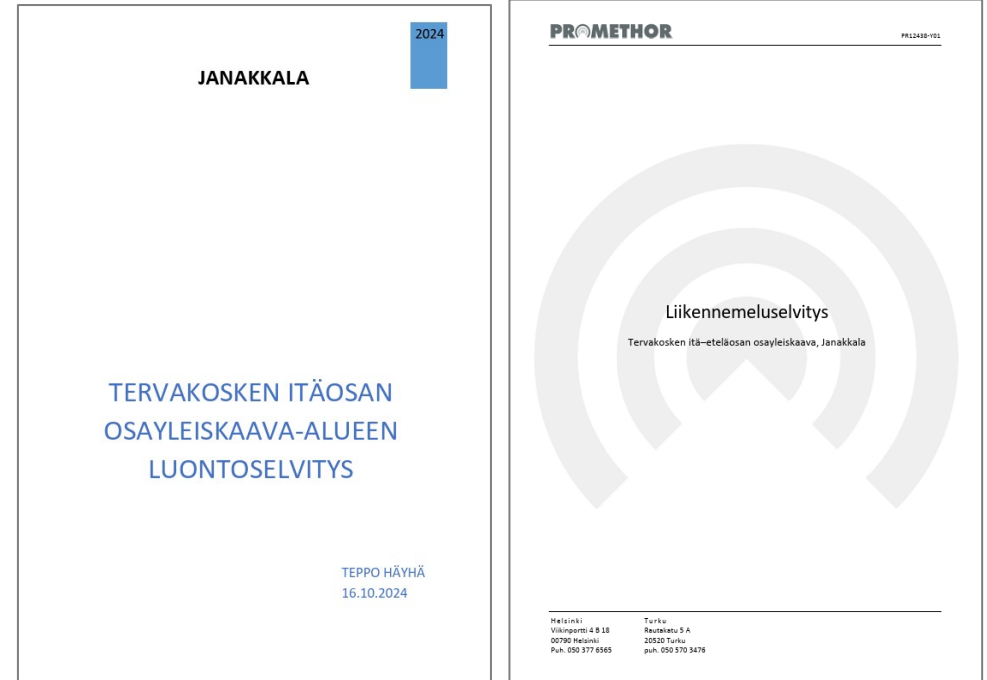 2024
JANAKKALA
TERVAKOSKEN ITÄOSAN
OSAYLEISKAAVA-ALUEEN
LUONTOSELVITYS
TEPPO HÄYHÄ
16.10.2024
PROMETHOR
PR12438-Y01
Liikennemeluselvitys
Tervakosken itä–eteläosan osayleiskaava, Janakkala
Helsinki
Viikinportti 4 B 18
00790 Helsinki
Puh. 050 377 6565
Turku
Rautakatu 5 A
20520 Turku
puh. 050 570 3476